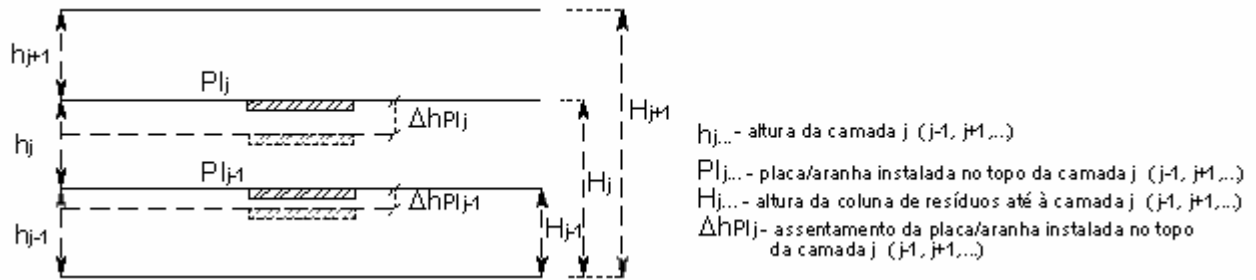 hj+1
Plj
ΔhPlj
Hj+1
hj
Plj-1
ΔhPlj-1
Hj
hj-1
Hj-1
hj... - altura da camada j (j-1, j+1,...)
Plj... - placa/aranha instalada no topo da camada j (j-1, j+1,...)
Hj... - altura da coluna de resíduos até à camada j (j-1, j+1,...)
ΔhPlj - assentamento da placa/aranha instalada no topo
da camada j (j-1, j+1,...)